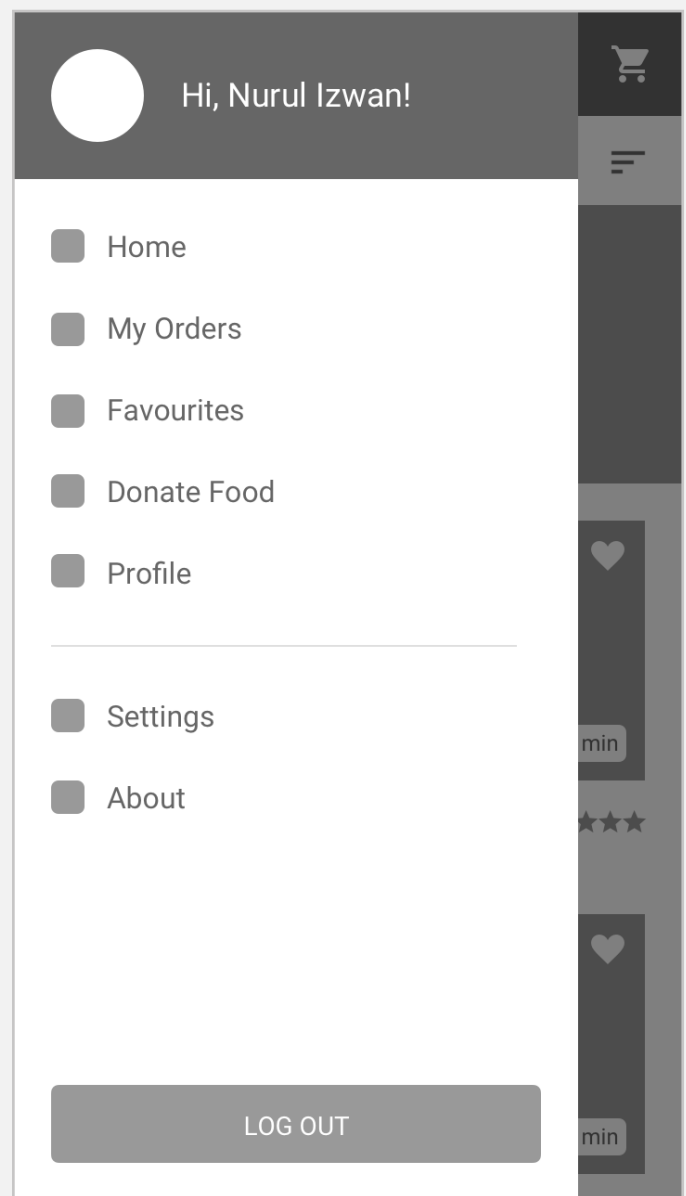 Hi, Nurul Izwan!
Home
My Orders
Favourites
Donate Food
Profile
min
Settings
About
min
LOG OUT